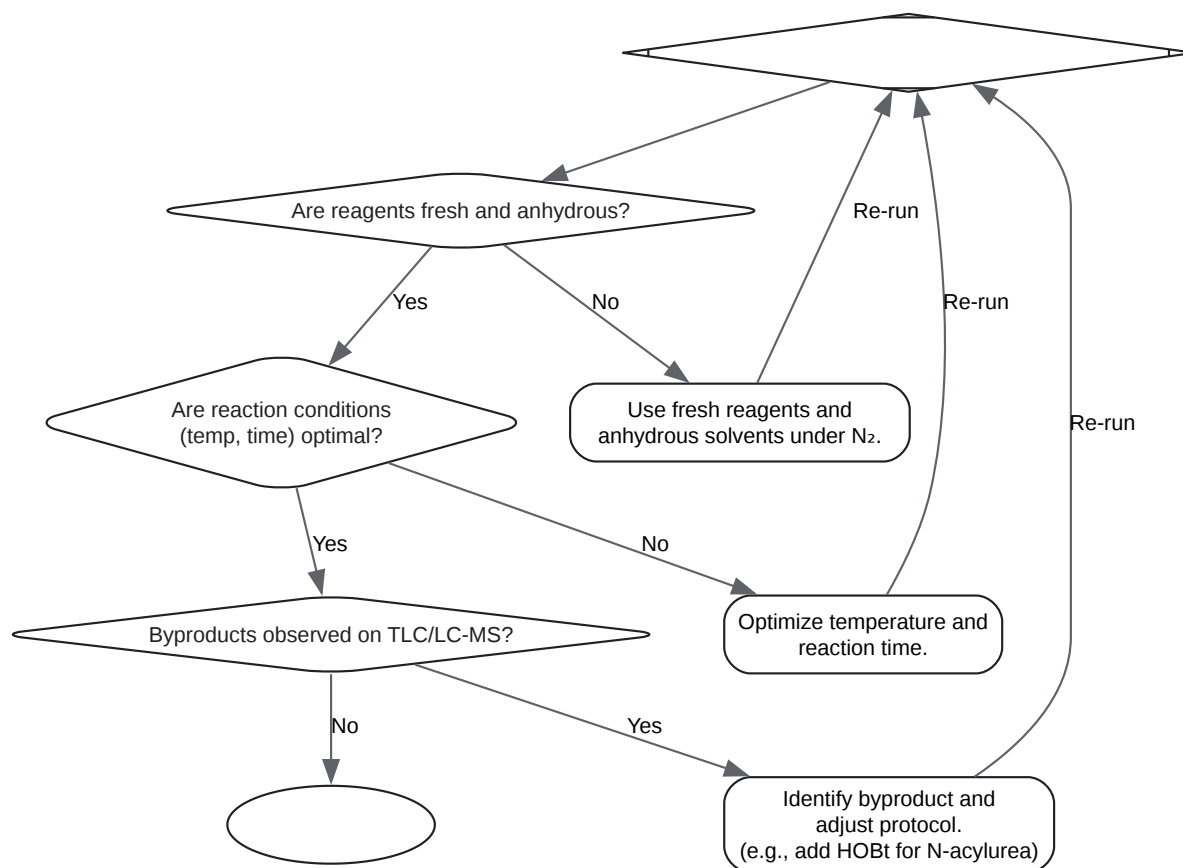 Are reagents fresh and anhydrous?
Re-run
Yes
No
Re-run
Are reaction conditions
(temp, time) optimal?
Use fresh reagents and
anhydrous solvents under N₂.
Re-run
Yes
No
Byproducts observed on TLC/LC-MS?
Optimize temperature and
reaction time.
No
Yes
Identify byproduct and
adjust protocol.
(e.g., add HOBt for N-acylurea)